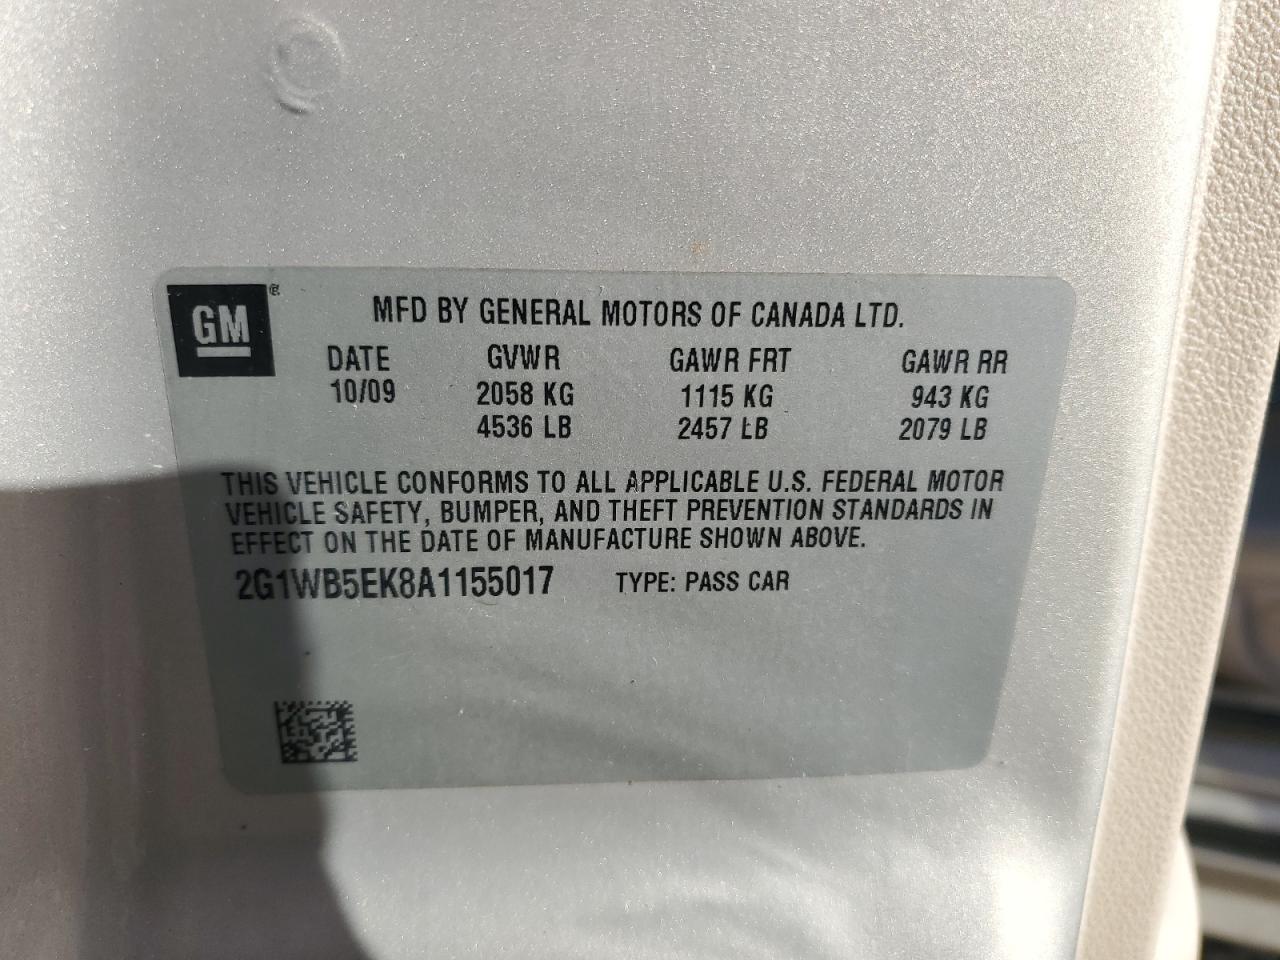 GM®
MFD BY GENERAL MOTORS OF CANADA LTD.
DATE GVWR GAWR FRT GAWR RR
10/09 2058 KG 1115 KG 943 KG
4536 LB 2457 LB 2079 LB
THIS VEHICLE CONFORMS TO ALL APPLICABLE U.S. FEDERAL MOTOR
VEHICLE SAFETY, BUMPER, AND THEFT PREVENTION STANDARDS IN
EFFECT ON THE DATE OF MANUFACTURE SHOWN ABOVE.
2G1WB5EK8A1155017 TYPE: PASS CAR